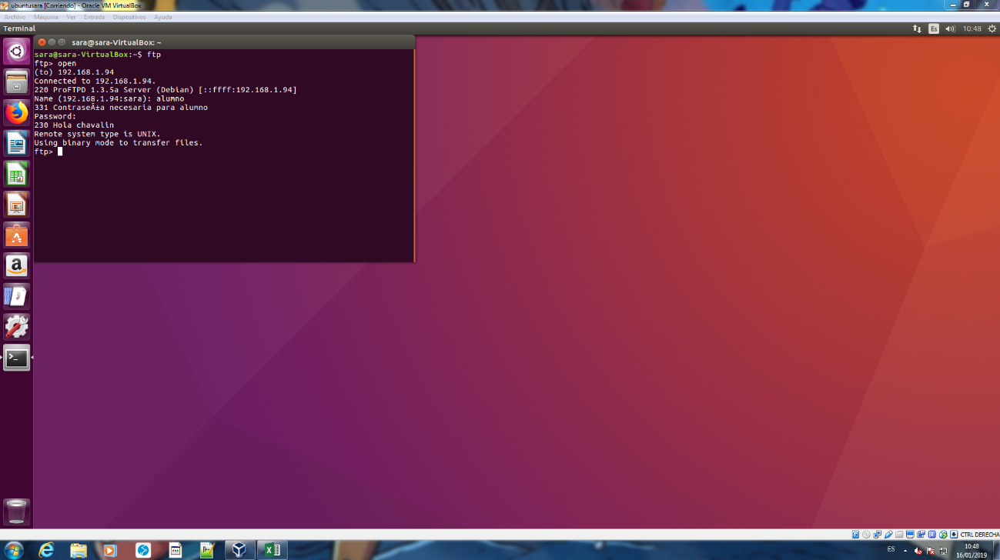 ubuntusara [Corriendo] - Oracle VM VirtualBox
Archivo Máquina Ver Entrada Dispositivos Ayuda
Terminal
Es
10:48
sara@sara-VirtualBox: ~
sara@sara-VirtualBox:~$ ftp
ftp> open
(to) 192.168.1.94
Connected to 192.168.1.94.
220 ProFTPD 1.3.5a Server (Debian) [::ffff:192.168.1.94]
Name (192.168.1.94:sara): alumno
331 ContraseÃ±a necesaria para alumno
Password:
230 Hola chavalin
Remote system type is UNIX.
Using binary mode to transfer files.
ftp>
CTRL DERECHA
ES
10:48
16/01/2019